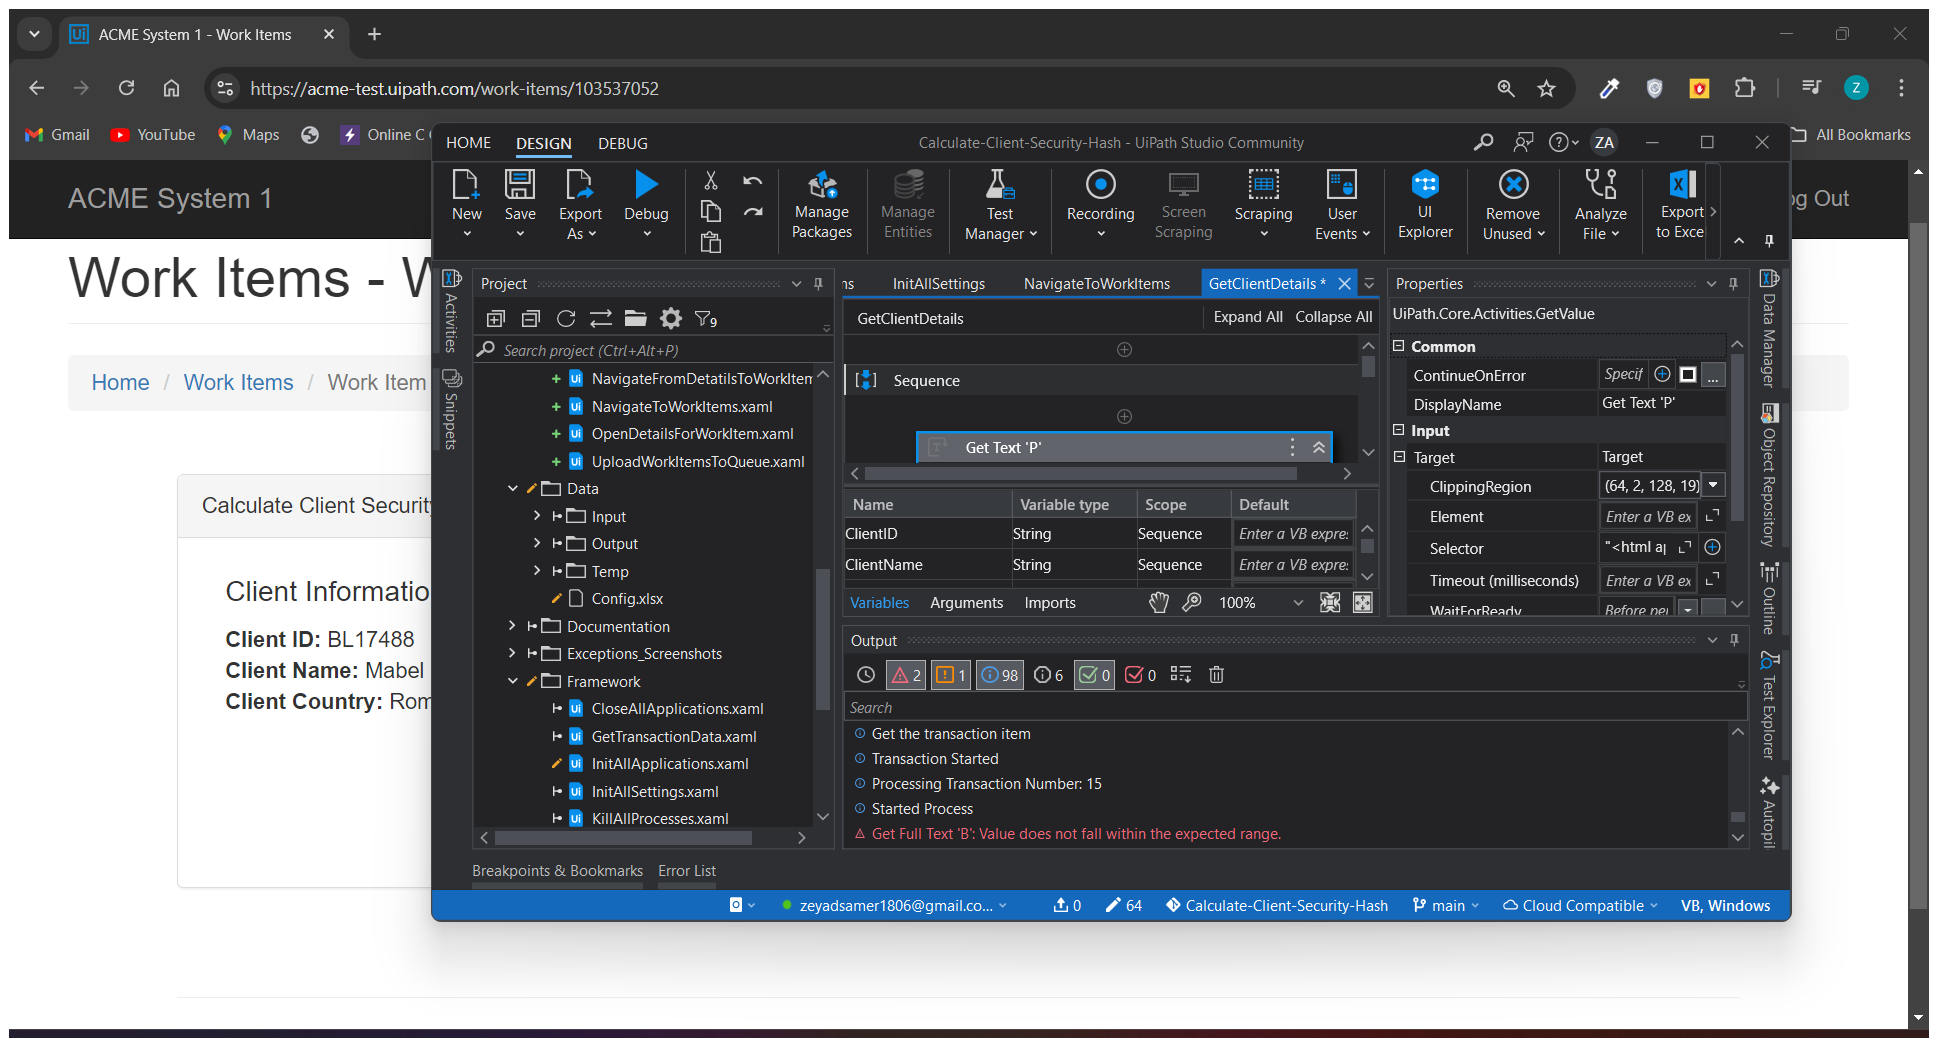 ACME System 1 - Work Items
https://acme-test.uipath.com/work-items/103537052
Z
Gmail
YouTube
Maps
Online C
All Bookmarks
ACME System 1
og Out
Work Items - W
Home / Work Items / Work Item
Calculate Client Security
Client Informatio
Client ID: BL17488
Client Name: Mabel
Client Country: Rom
HOME DESIGN DEBUG
Calculate-Client-Security-Hash - UiPath Studio Community
ZA
New
Save
Export As
Debug
Manage Packages
Manage Entities
Test Manager
Recording
Screen Scraping
Scraping
User Events
UI Explorer
Remove Unused
Analyze File
Export to Exce
Activities
Snippets
Project
9
Search project (Ctrl+Alt+P)
NavigateFromDetatilsToWorkItem
NavigateToWorkItems.xaml
OpenDetailsForWorkItem.xaml
UploadWorkItemsToQueue.xaml
Data
Input
Output
Temp
Config.xlsx
Documentation
Exceptions_Screenshots
Framework
CloseAllApplications.xaml
GetTransactionData.xaml
InitAllApplications.xaml
InitAllSettings.xaml
KillAllProcesses.xaml
ns InitAllSettings NavigateToWorkItems GetClientDetails *
GetClientDetails Expand All Collapse All
Sequence
Get Text 'P'
Name Variable type Scope Default
ClientID String Sequence Enter a VB expre:
ClientName String Sequence Enter a VB expre:
Variables Arguments Imports 100%
Properties
UiPath.Core.Activities.GetValue
Common
ContinueOnError Specif ...
DisplayName Get Text 'P'
Input
Target Target
ClippingRegion (64, 2, 128, 19)
Element Enter a VB ex
Selector "<html ap
Timeout (milliseconds) Enter a VB ex
WaitForReady Before per
Data Manager
Object Repository
Outline
Test Explorer
Autopil
Output
2 1 98 6 0 0
Search
Get the transaction item
Transaction Started
Processing Transaction Number: 15
Started Process
Get Full Text 'B': Value does not fall within the expected range.
Breakpoints & Bookmarks Error List
zeyadsamer1806@gmail.co... 0 64 Calculate-Client-Security-Hash main Cloud Compatible VB, Windows